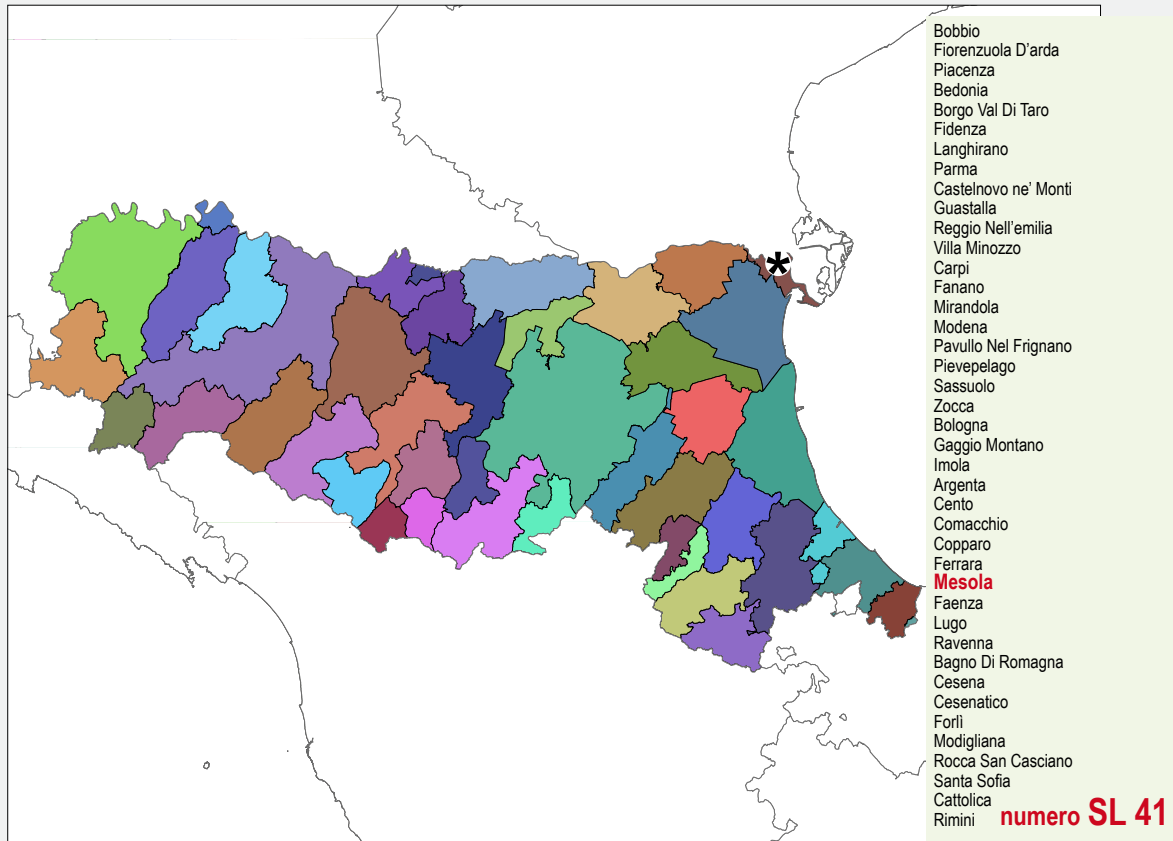 Bobbio
Fiorenzuola D'arda
Piacenza
Bedonia
Borgo Val Di Taro
Fidenza
Langhirano
Parma
Castelnovo ne' Monti
Guastalla
Reggio Nell'emilia
Villa Minozzo
Carpi
Fanano
Mirandola
Modena
Pavullo Nel Frignano
Pievepelago
Sassuolo
Zocca
Bologna
Gaggio Montano
Imola
Argenta
Cento
Comacchio
Copparo
Ferrara
Mesola
Faenza
Lugo
Ravenna
Bagno Di Romagna
Cesena
Cesenatico
Forlì
Modigliana
Rocca San Casciano
Santa Sofia
Cattolica
Rimini numero SL 41
*